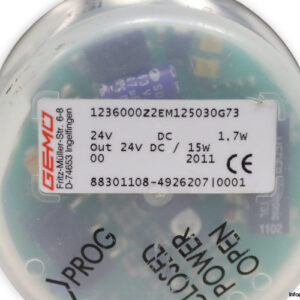 GEMÜ
Fritz-Müller-Str. 6-8
D-74653 Ingelfingen
1236000Z2EM125030G73
24V DC 1.7W
Out 24V DC / 15W
00 2011 CE
88301108-4926207|0001
PROG
CLOSED
POWER
OPEN
1102